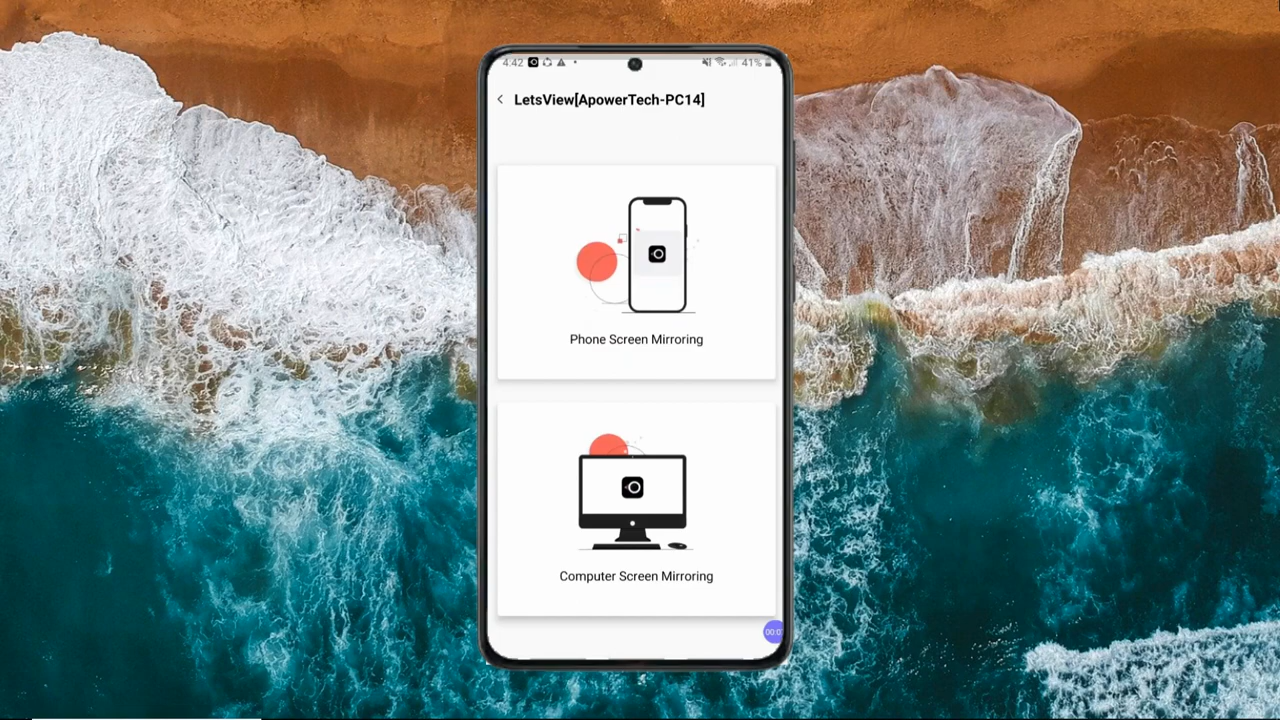 4:42
41%
LetsView[ApowerTech-PC14]
Phone Screen Mirroring
Computer Screen Mirroring